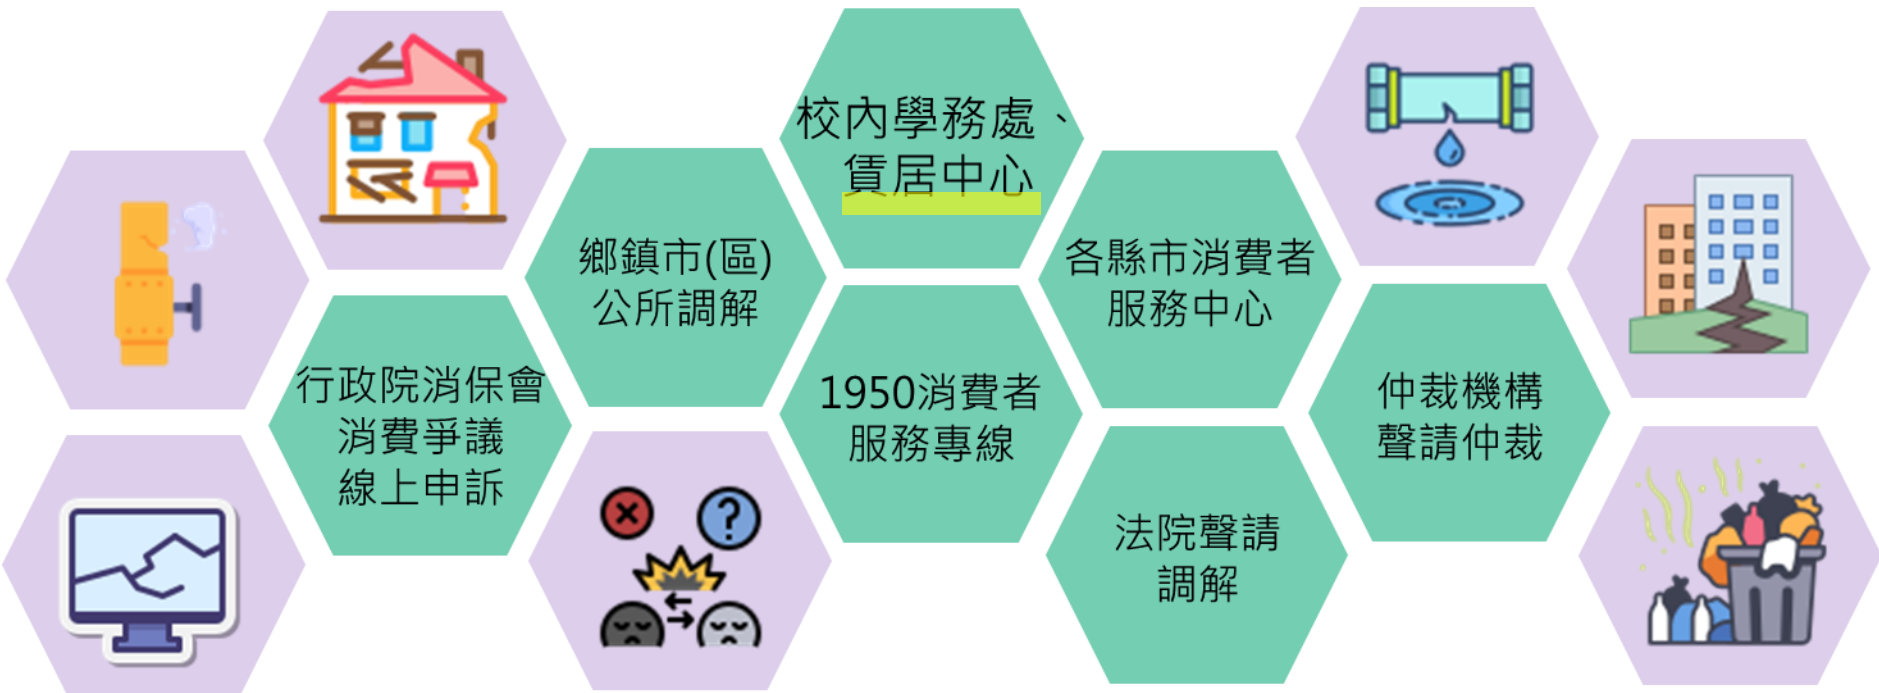 校內學務處、
賃居中心
鄉鎮市(區)
公所調解
各縣市消費者
服務中心
行政院消保會
消費爭議
線上申訴
1950消費者
服務專線
仲裁機構
聲請仲裁
法院聲請
調解